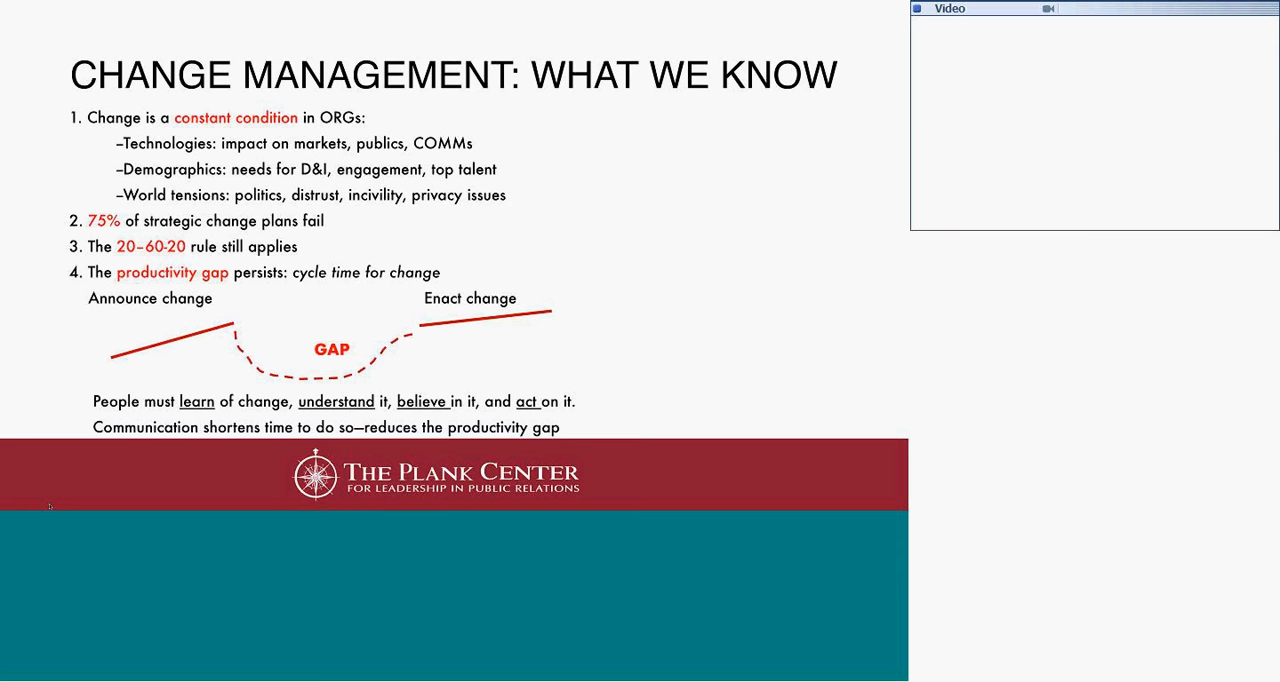 Video
CHANGE MANAGEMENT: WHAT WE KNOW
1. Change is a constant condition in ORGs:
–Technologies: impact on markets, publics, COMMs
–Demographics: needs for D&I, engagement, top talent
–World tensions: politics, distrust, incivility, privacy issues
2. 75% of strategic change plans fail
3. The 20–60-20 rule still applies
4. The productivity gap persists: cycle time for change
Announce change
Enact change
GAP
People must learn of change, understand it, believe in it, and act on it.
Communication shortens time to do so—reduces the productivity gap
THE PLANK CENTER
FOR LEADERSHIP IN PUBLIC RELATIONS